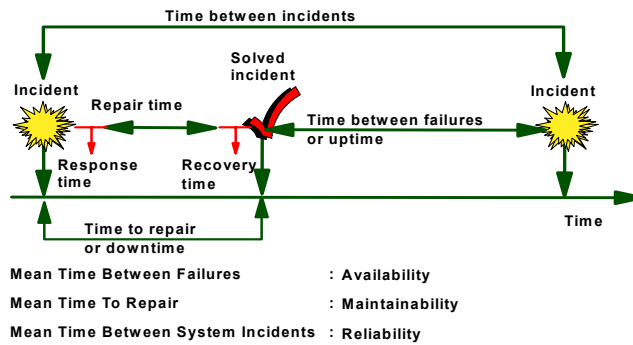 Time between incidents
Solved
incident
Incident
Incident
Repair time
Time between failures
or uptime
Response
time
Recovery
time
Time
Time to repair
or downtime
Mean Time Between Failures : Availability
Mean Time To Repair : Maintainability
Mean Time Between System Incidents : Reliability